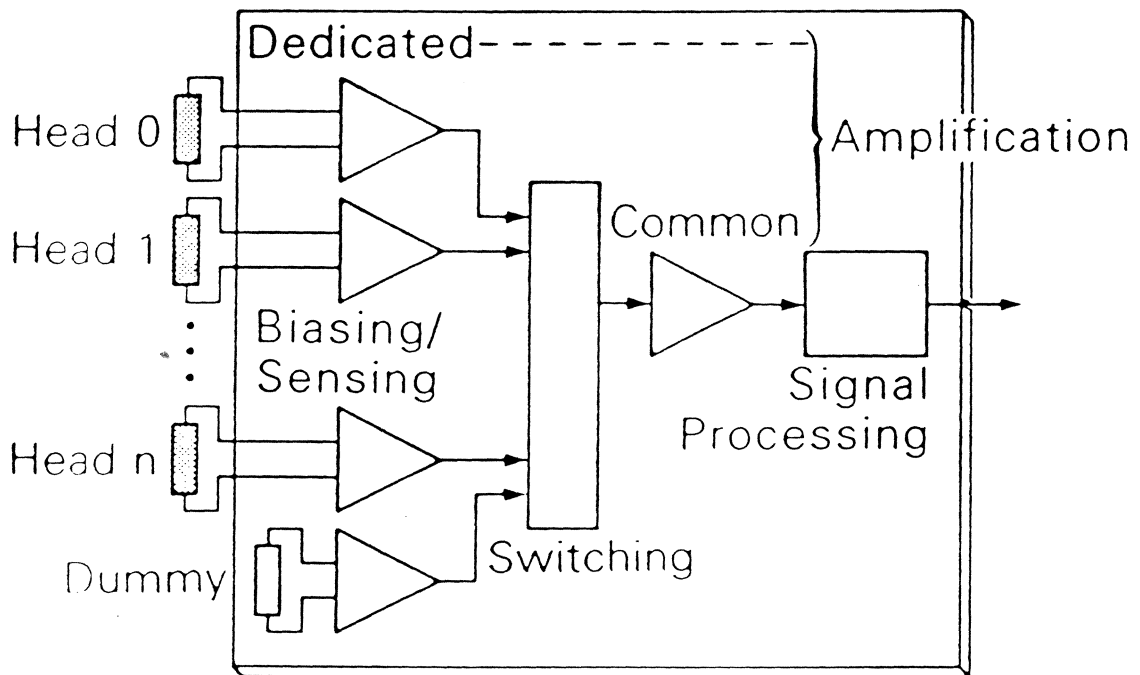 Dedicated
Head 0
Amplification
Head 1
Common
Biasing/
Sensing
Signal
Processing
Head n
Switching
Dummy